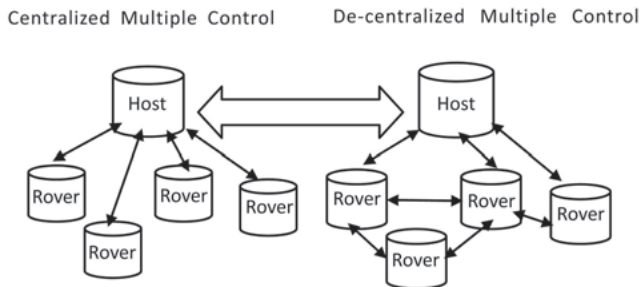 Centralized Multiple Control
De-centralized Multiple Control
Host
Host
Rover
Rover
Rover
Rover
Rover
Rover
Rover
Rover